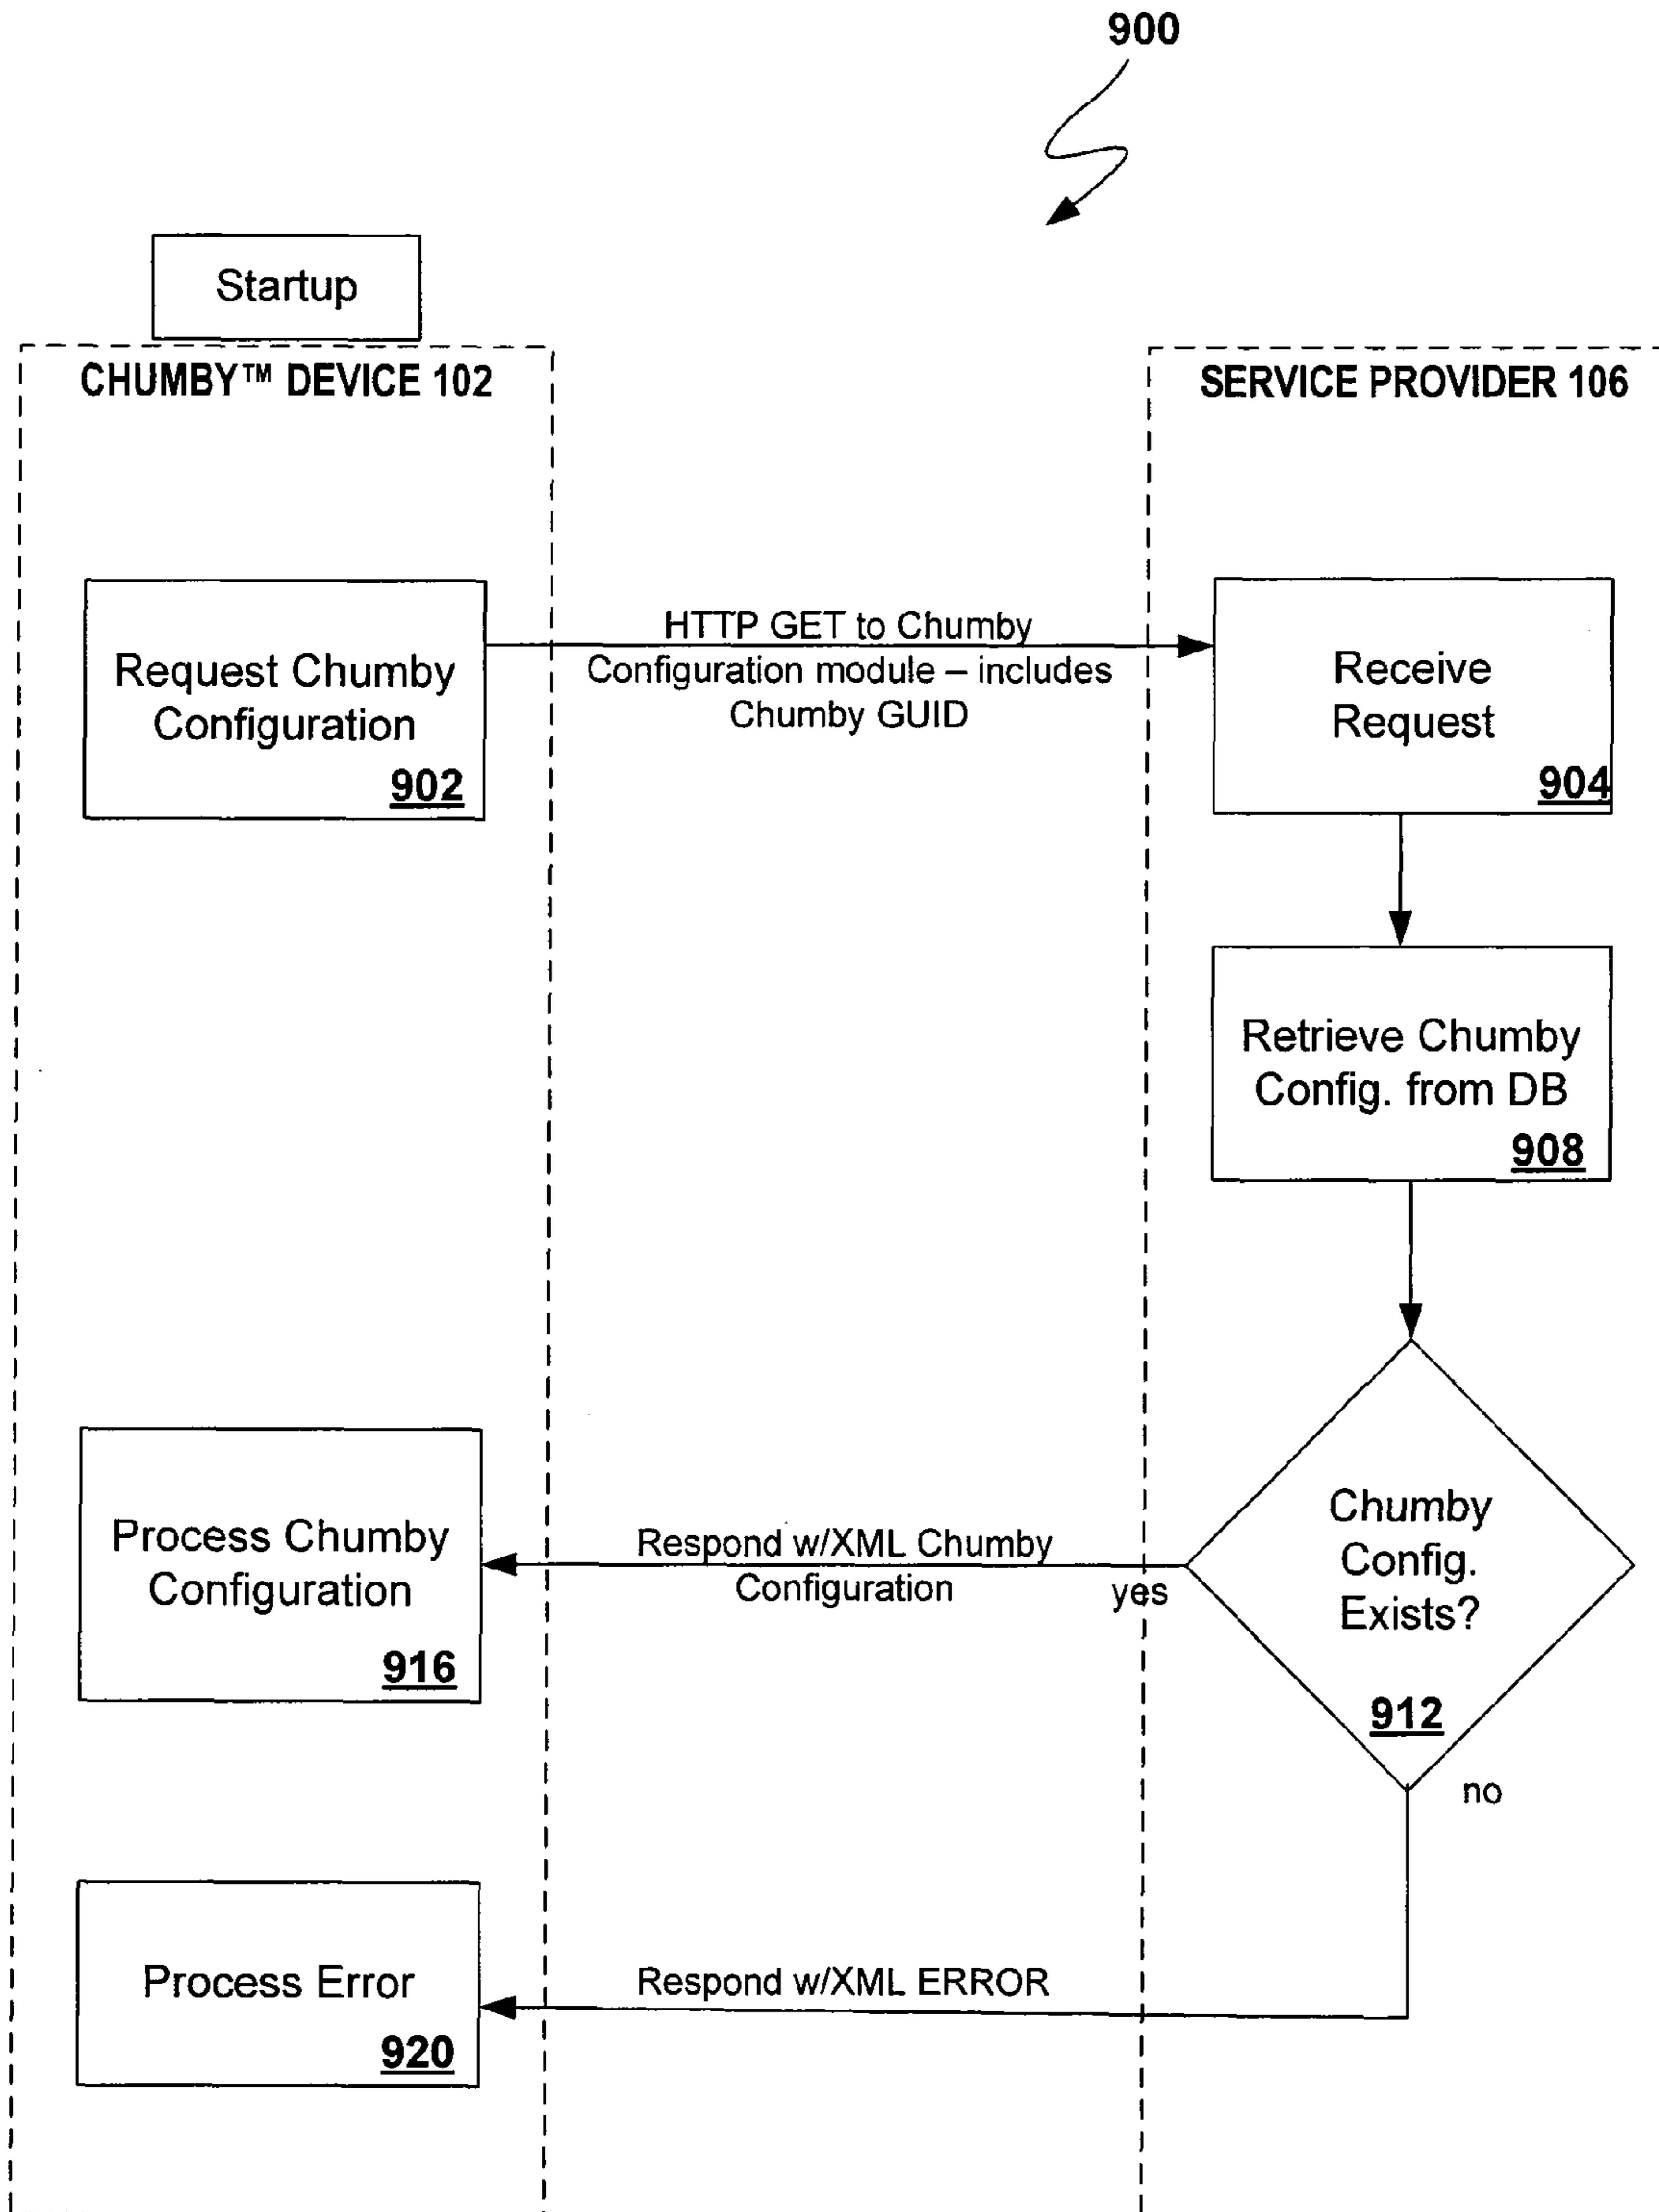 900
Startup
CHUMBY™ DEVICE 102
SERVICE PROVIDER 106
Request Chumby
Configuration
902
HTTP GET to Chumby
Configuration module – includes
Chumby GUID
Receive
Request
904
Retrieve Chumby
Config. from DB
908
Chumby
Config.
Exists?
912
yes
no
Respond w/XML Chumby
Configuration
Process Chumby
Configuration
916
Respond w/XML ERROR
Process Error
920